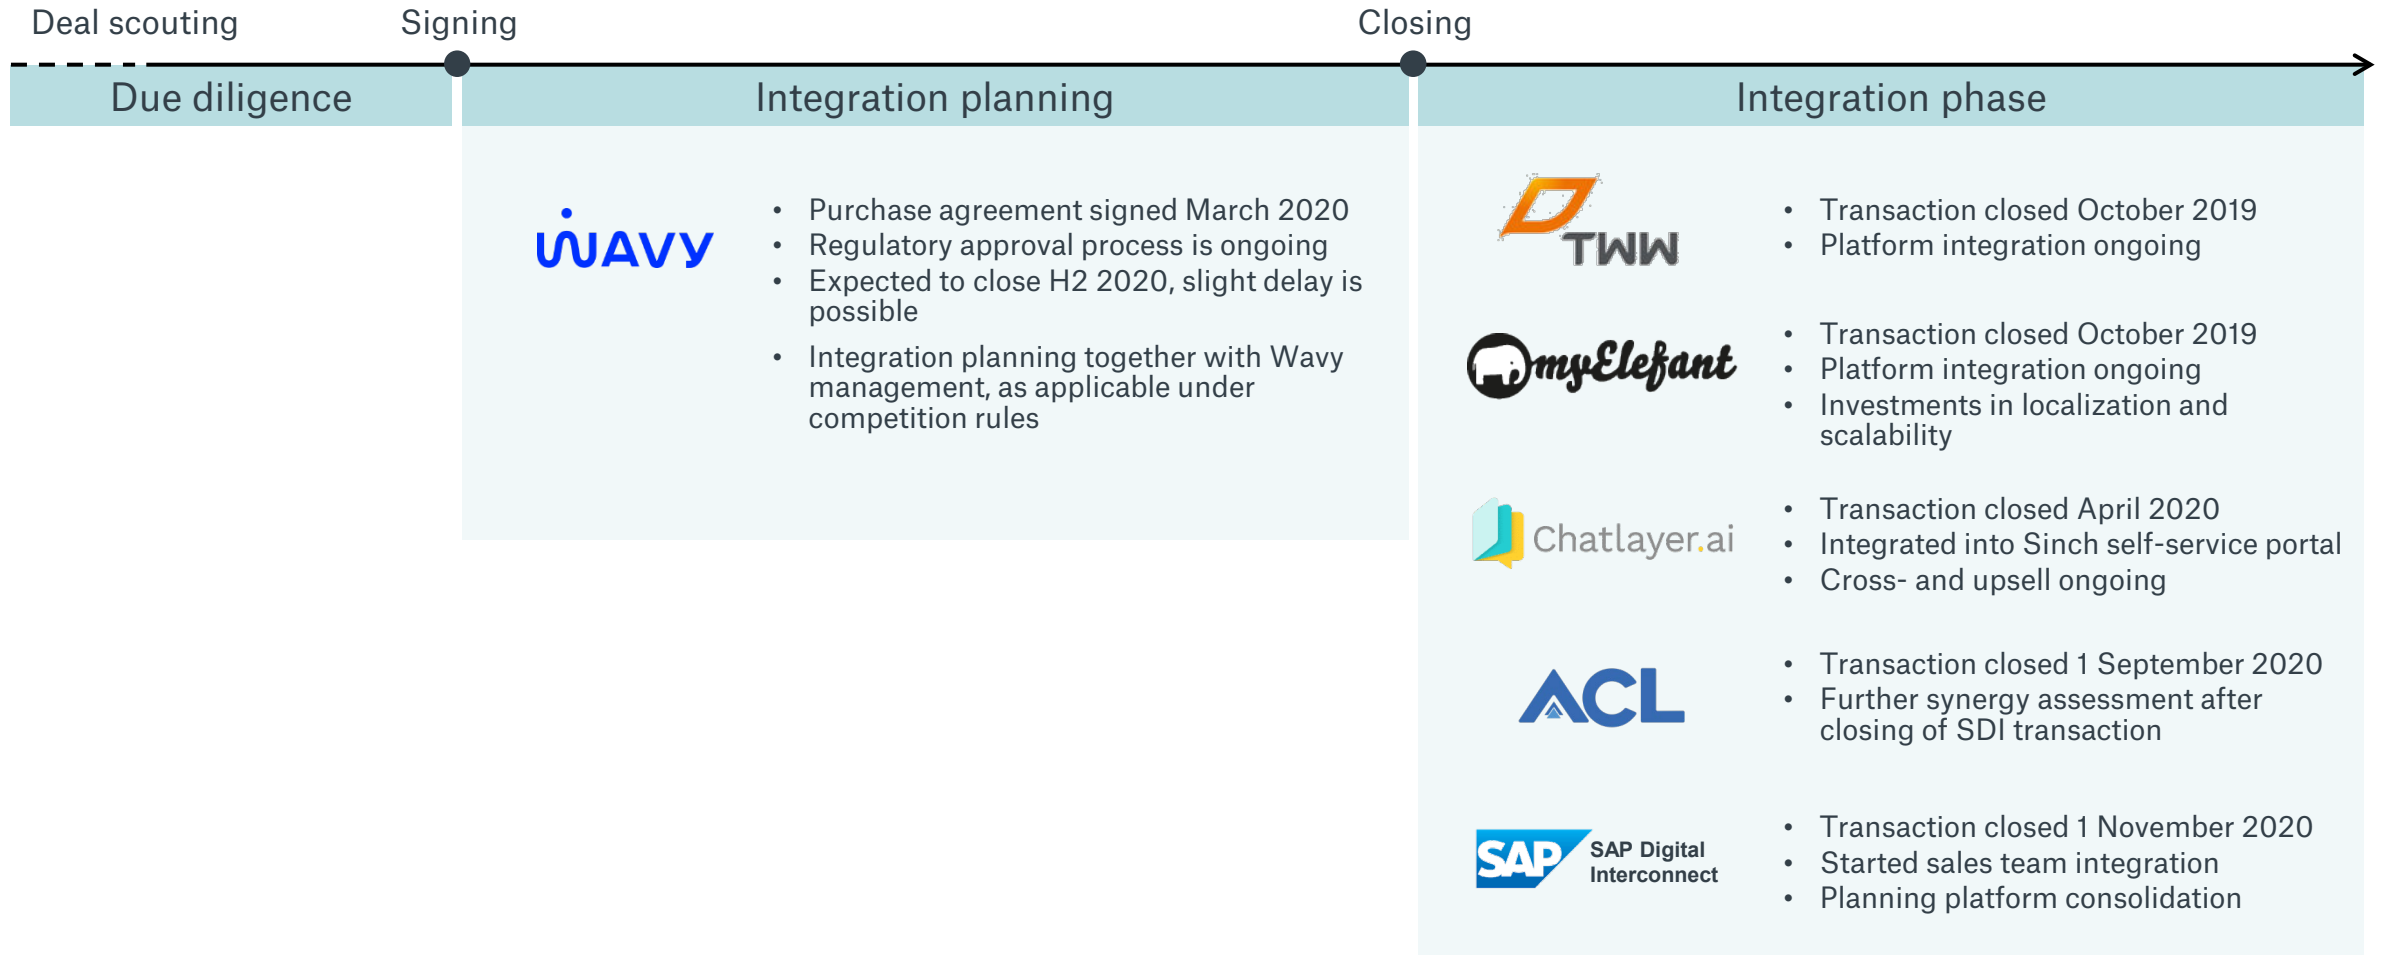 Deal scouting
Signing
Closing
Due diligence
Integration planning
Integration phase
WAVY
• Purchase agreement signed March 2020
• Regulatory approval process is ongoing
• Expected to close H2 2020, slight delay is
possible
• Integration planning together with Wavy
management, as applicable under
competition rules
TWW
• Transaction closed October 2019
• Platform integration ongoing
myElefant
• Transaction closed October 2019
• Platform integration ongoing
• Investments in localization and
scalability
Chatlayer.ai
• Transaction closed April 2020
• Integrated into Sinch self-service portal
• Cross- and upsell ongoing
ACL
• Transaction closed 1 September 2020
• Further synergy assessment after
closing of SDI transaction
SAP
SAP Digital
Interconnect
• Transaction closed 1 November 2020
• Started sales team integration
• Planning platform consolidation